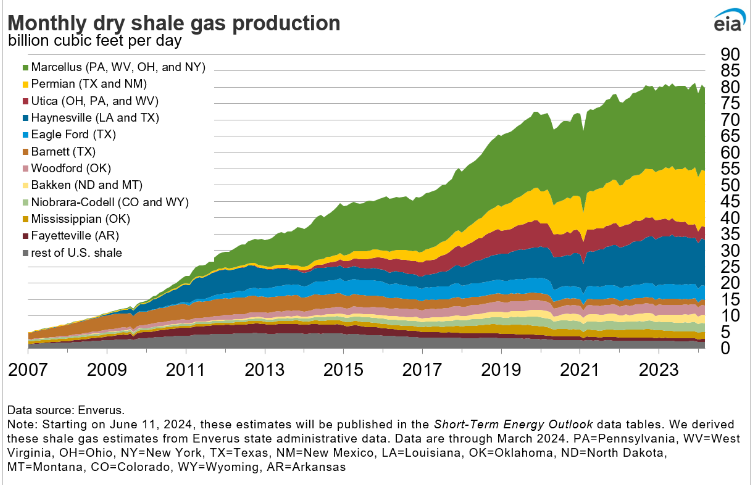 Monthly dry shale gas production
billion cubic feet per day
eia
Marcellus (PA, WV, OH, and NY)
Permian (TX and NM)
Utica (OH, PA, and WV)
Haynesville (LA and TX)
Eagle Ford (TX)
Barnett (TX)
Woodford (OK)
Bakken (ND and MT)
Niobrara-Codell (CO and WY)
Mississippian (OK)
Fayetteville (AR)
rest of U.S. shale
90
85
80
75
70
65
60
55
50
45
40
35
30
25
20
15
10
5
0
2007 2009 2011 2013 2015 2017 2019 2021 2023
Data source: Enverus.
Note: Starting on June 11, 2024, these estimates will be published in the Short-Term Energy Outlook data tables. We derived
these shale gas estimates from Enverus state administrative data. Data are through March 2024. PA=Pennsylvania, WV=West
Virginia, OH=Ohio, NY=New York, TX=Texas, NM=New Mexico, LA=Louisiana, OK=Oklahoma, ND=North Dakota,
MT=Montana, CO=Colorado, WY=Wyoming, AR=Arkansas